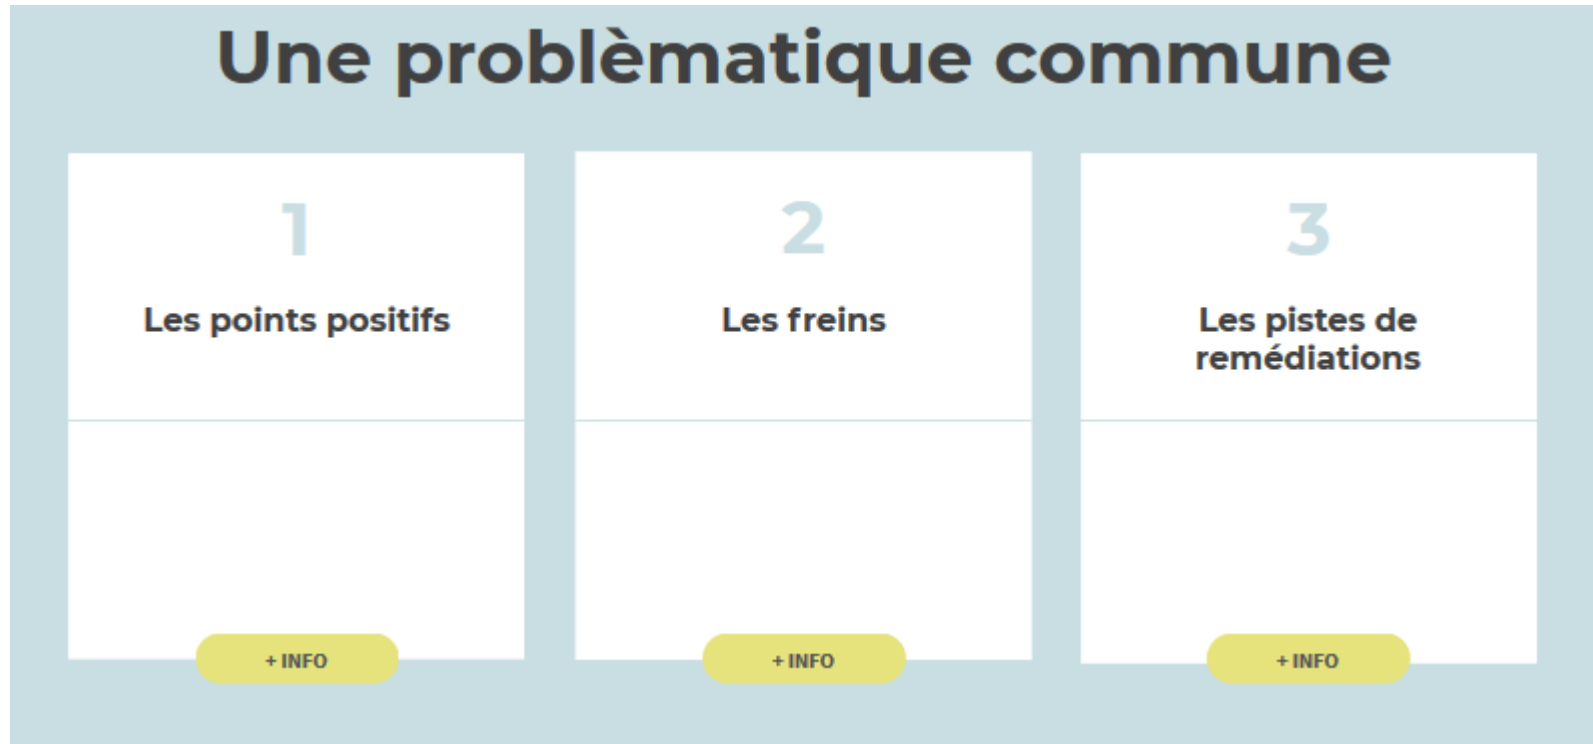 Une problèmatique commune
1
Les points positifs
+ INFO
2
Les freins
+ INFO
3
Les pistes de
remédiations
+ INFO